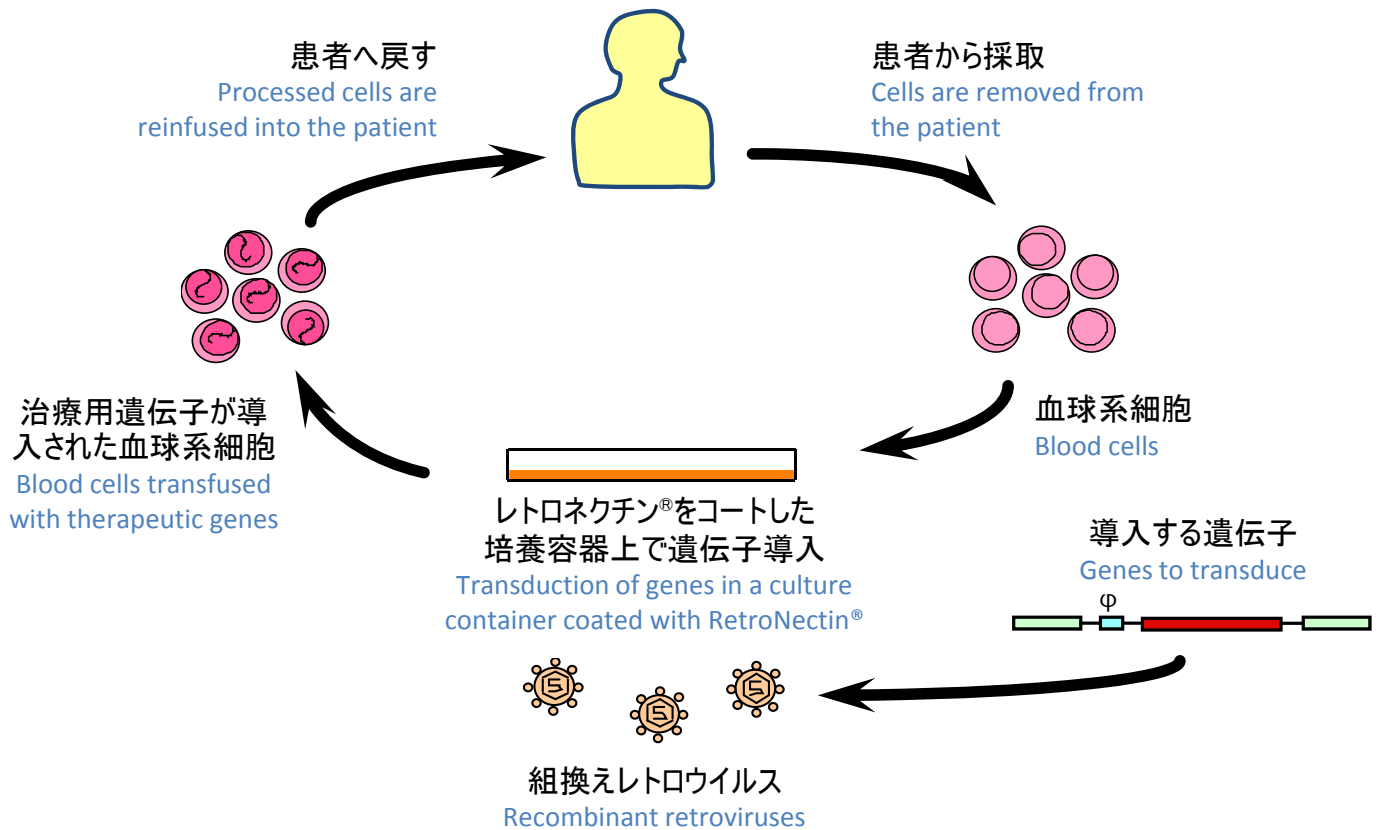 患者へ戻す
Processed cells are
reinfused into the patient
患者から採取
Cells are removed from
the patient
治療用遺伝子が導
入された血球系細胞
Blood cells transfused
with therapeutic genes
血球系細胞
Blood cells
レトロネクチン®をコートした
培養容器上で遺伝子導入
Transduction of genes in a culture
container coated with RetroNectin®
導入する遺伝子
Genes to transduce
φ
組換えレトロウイルス
Recombinant retroviruses